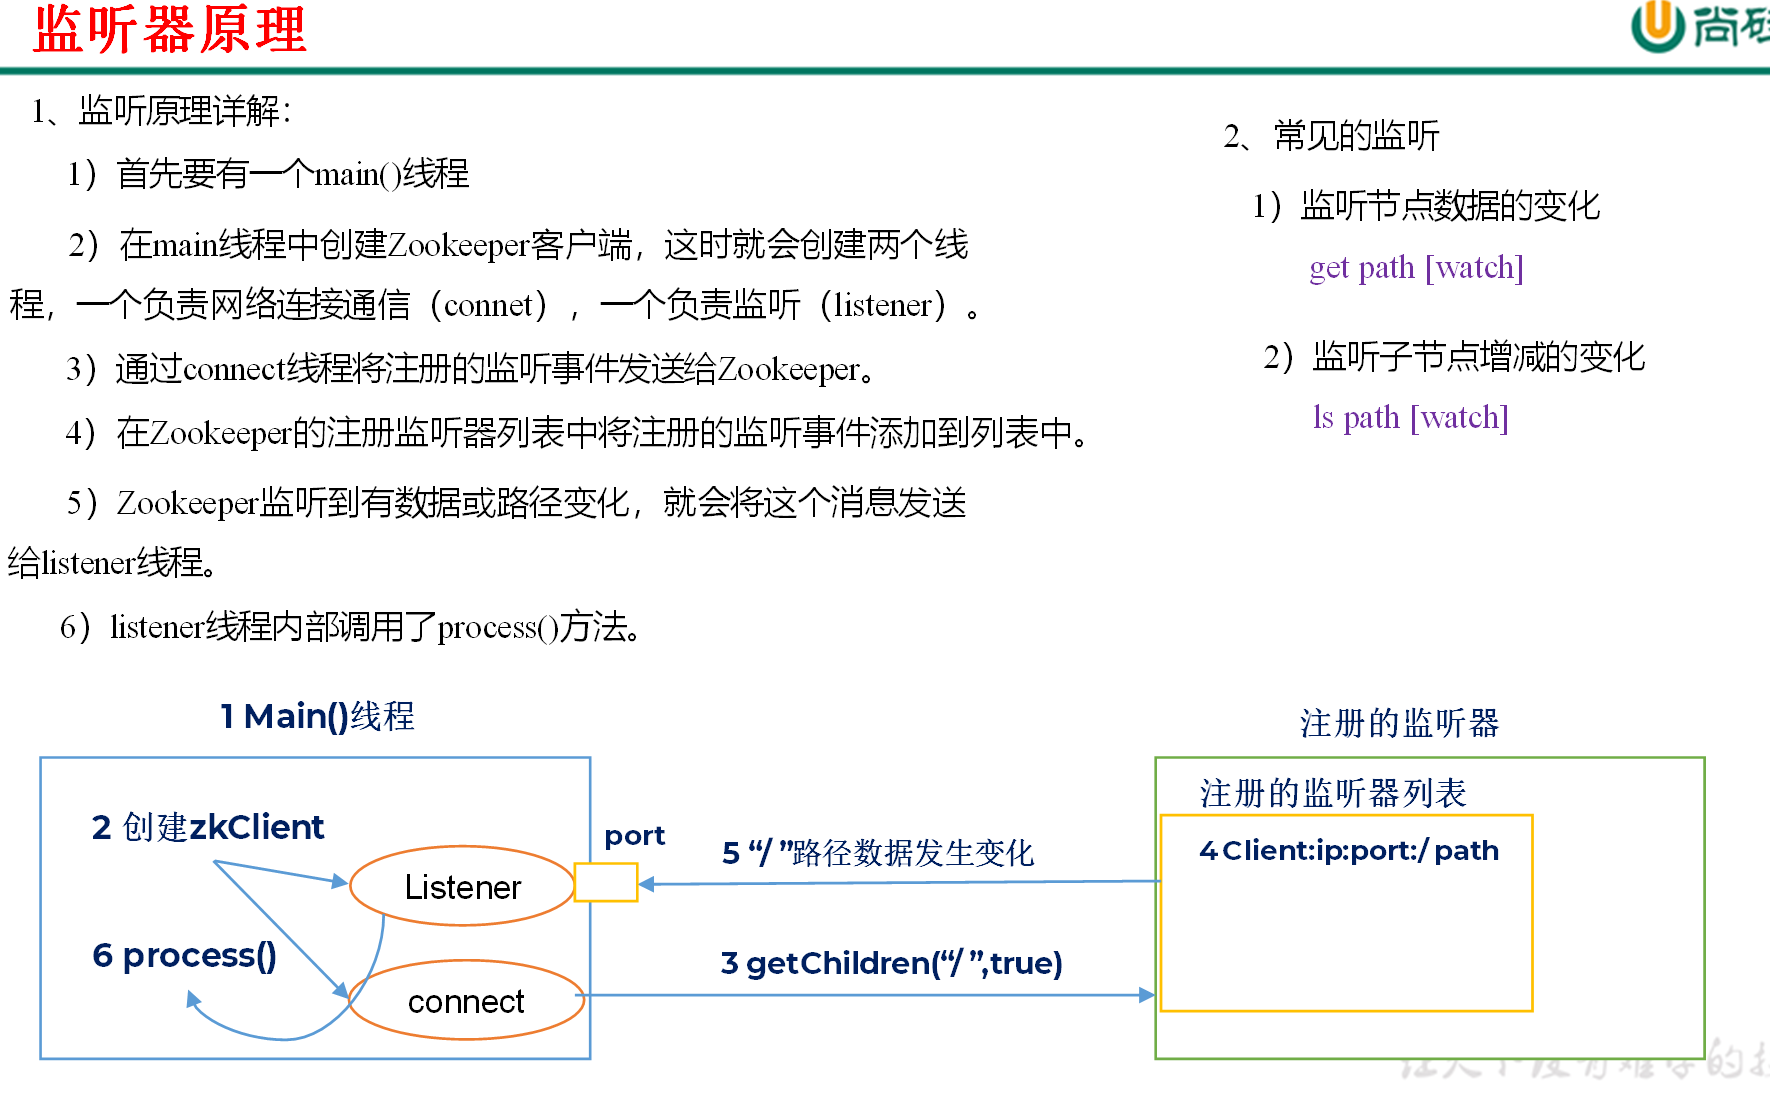 监听器原理
尚硅
1、监听原理详解：
1）首先要有一个main()线程
2）在main线程中创建Zookeeper客户端，这时就会创建两个线
程，一个负责网络连接通信（connet），一个负责监听（listener）。
3）通过connect线程将注册的监听事件发送给Zookeeper。
4）在Zookeeper的注册监听器列表中将注册的监听事件添加到列表中。
5）Zookeeper监听到有数据或路径变化，就会将这个消息发送
给listener线程。
6）listener线程内部调用了process()方法。
2、常见的监听
1）监听节点数据的变化
get path [watch]
2）监听子节点增减的变化
ls path [watch]
1 Main()线程
2 创建zkClient
Listener
port
6 process()
connect
5 “/ ”路径数据发生变化
3 getChildren(“/ ”,true)
注册的监听器
注册的监听器列表
4 Client:ip:port:/ path
让天下没有难学的技